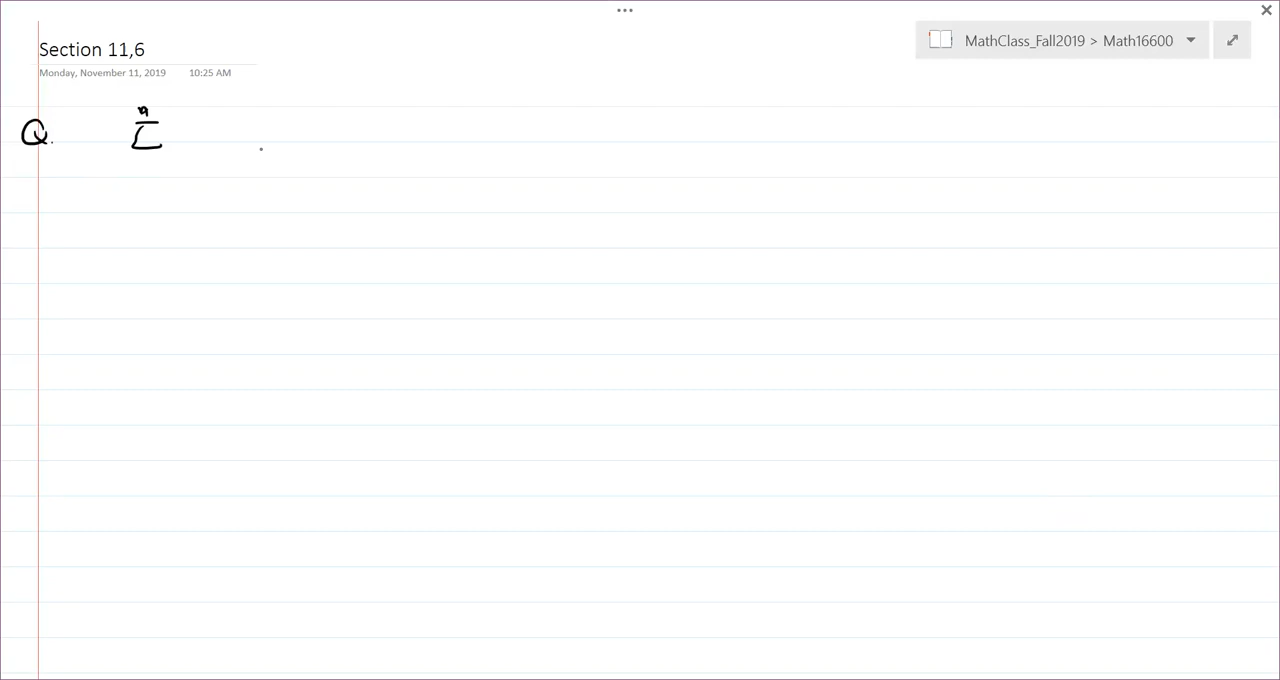 Section 11,6
MathClass_Fall2019 > Math16600
Monday, November 11, 2019 10:25 AM
Q. Σ